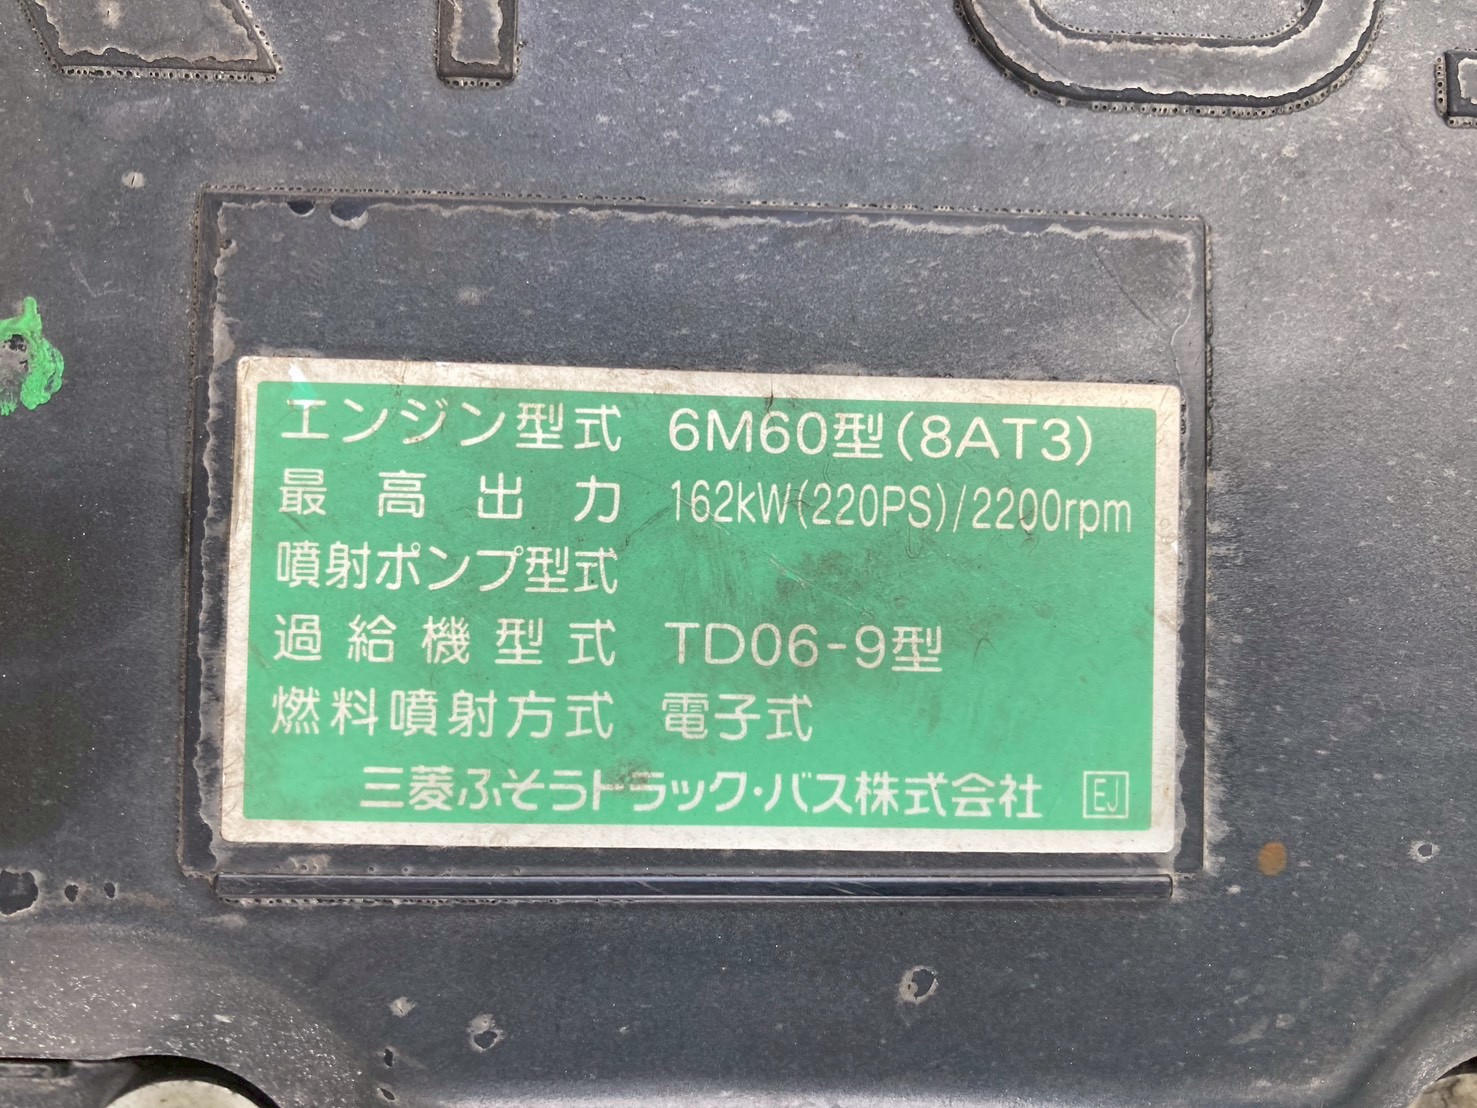 エンジン型式 6M60型(8AT3)
最高出力 162kW(220PS)/2200rpm
噴射ポンプ型式
過給機型式 TD06-9型
燃料噴射方式 電子式
三菱ふそうトラック・バス株式会社 EJ